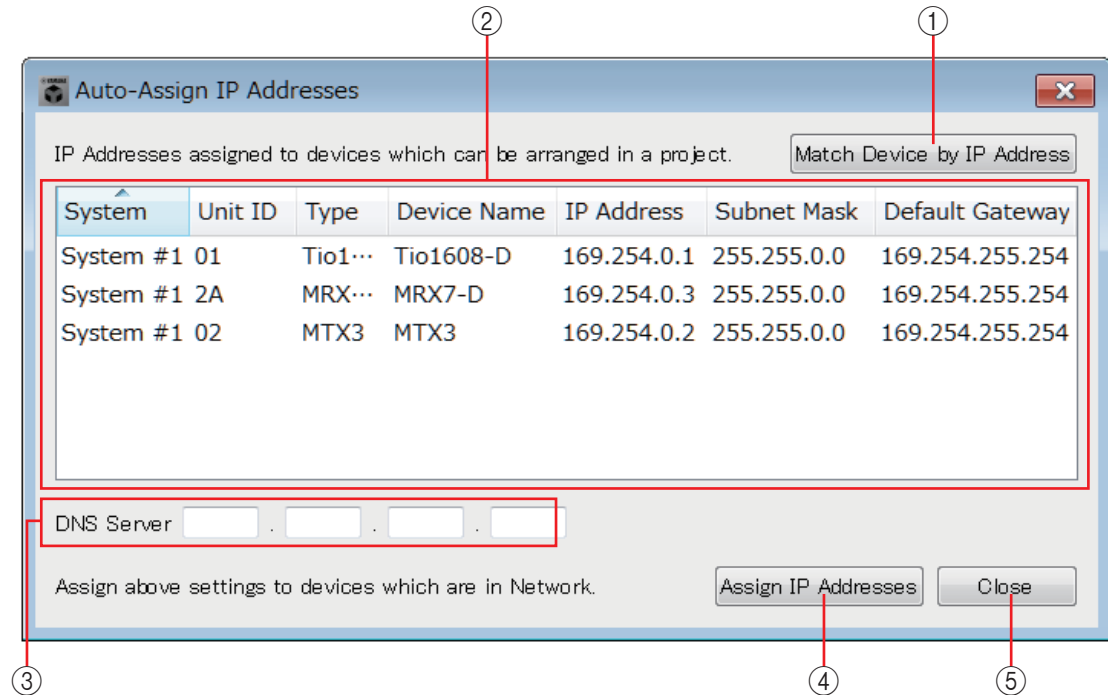 ② ①
Auto-Assign IP Addresses
IP Addresses assigned to devices which can be arranged in a project. Match Device by IP Address
System Unit ID Type Device Name IP Address Subnet Mask Default Gateway
System #1 01 Tio1··· Tio1608-D 169.254.0.1 255.255.0.0 169.254.255.254
System #1 2A MRX··· MRX7-D 169.254.0.3 255.255.0.0 169.254.255.254
System #1 02 MTX3 MTX3 169.254.0.2 255.255.0.0 169.254.255.254
DNS Server . . .
Assign above settings to devices which are in Network. Assign IP Addresses Close
③ ④ ⑤